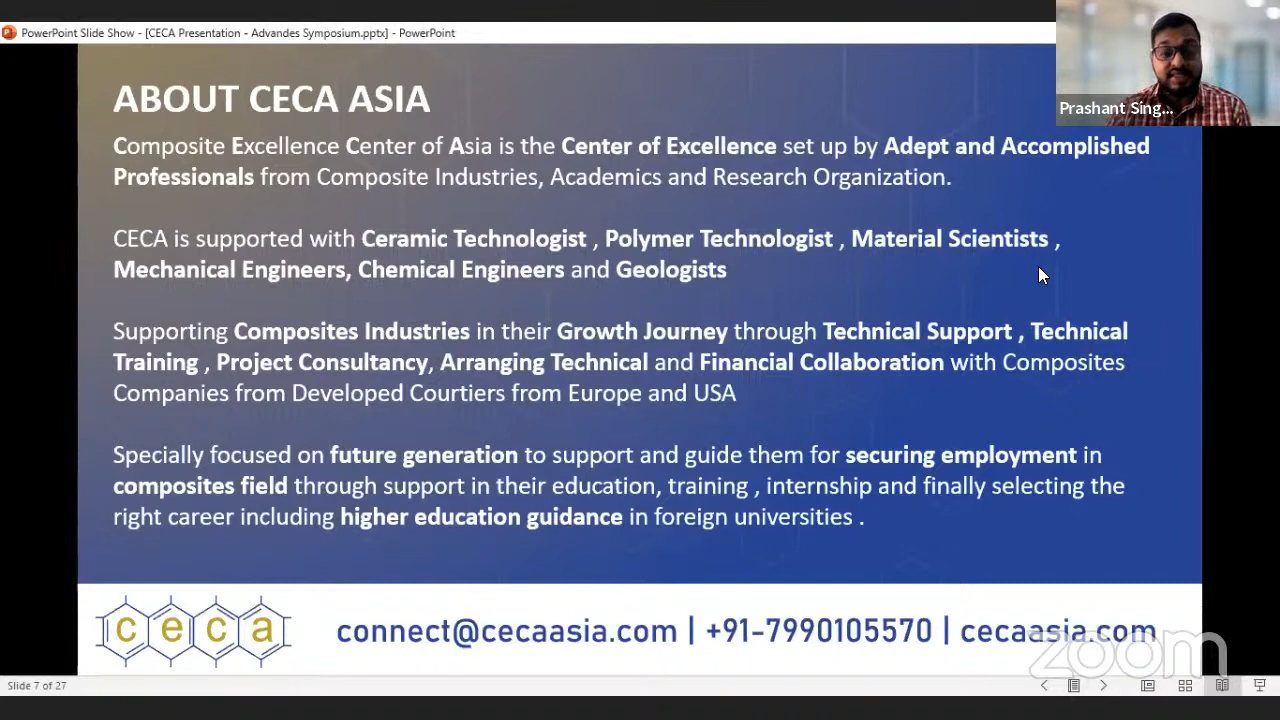 PowerPoint Slide Show - [CECA Presentation - Advandes Symposium.pptx] - PowerPoint
Prashant Sing...
ABOUT CECA ASIA
Composite Excellence Center of Asia is the Center of Excellence set up by Adept and Accomplished
Professionals from Composite Industries, Academics and Research Organization.
CECA is supported with Ceramic Technologist , Polymer Technologist , Material Scientists ,
Mechanical Engineers, Chemical Engineers and Geologists
Supporting Composites Industries in their Growth Journey through Technical Support , Technical
Training , Project Consultancy, Arranging Technical and Financial Collaboration with Composites
Companies from Developed Courtiers from Europe and USA
Specially focused on future generation to support and guide them for securing employment in
composites field through support in their education, training , internship and finally selecting the
right career including higher education guidance in foreign universities .
ceca
connect@cecaasia.com | +91-7990105570 | cecaasia.com
zoom
Slide 7 of 27